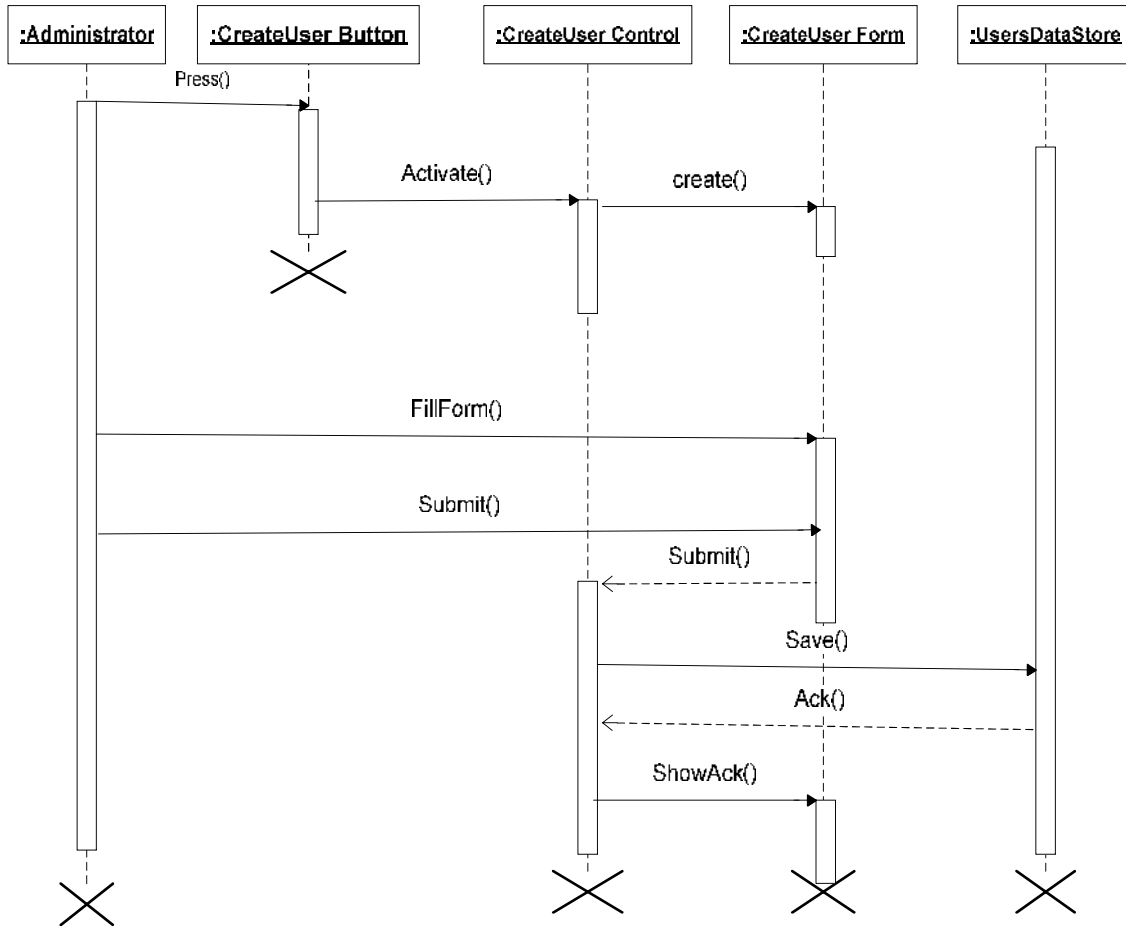 :Administrator
:CreateUser Button
:CreateUser Control
:CreateUser Form
:UsersDataStore
Press()
Activate()
create()
FillForm()
Submit()
Submit()
Save()
Ack()
ShowAck()